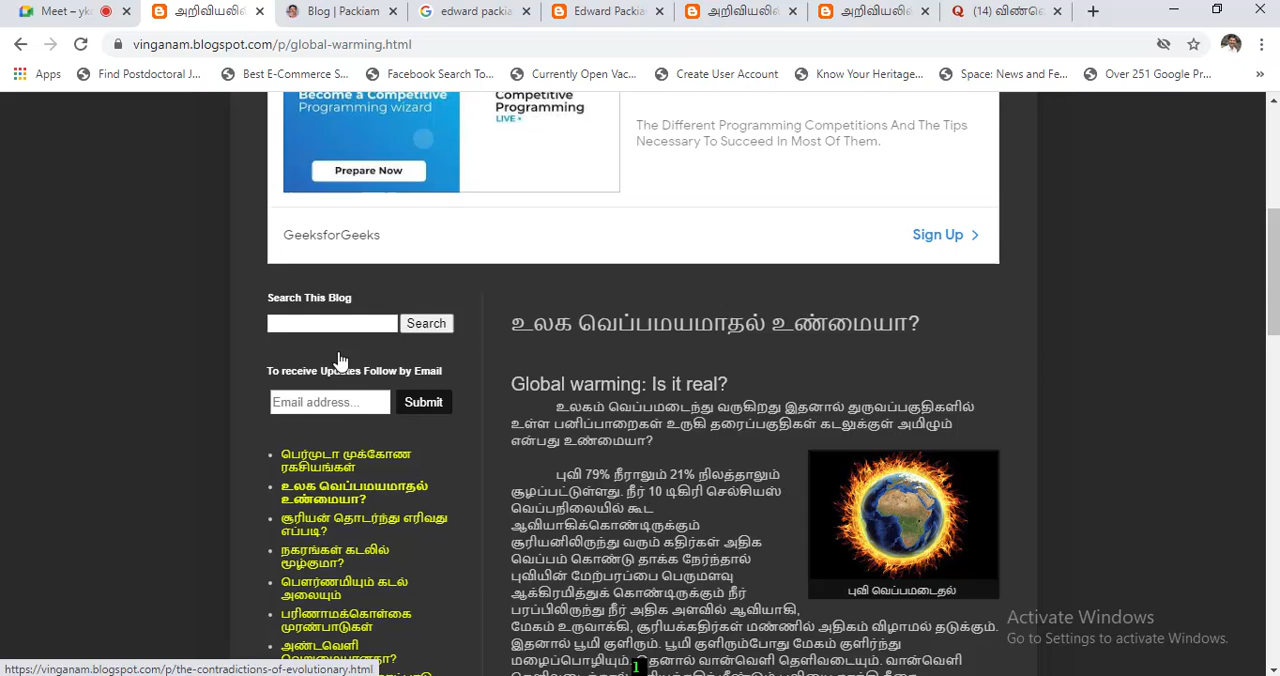 Meet – yk
அறிவியலில்
Blog | Packiam
edward packia
Edward Packia
அறிவியலில்
அறிவியலில்
(14) விண்வெ
vinganam.blogspot.com/p/global-warming.html
Apps
Find Postdoctoral J...
Best E-Commerce S...
Facebook Search To...
Currently Open Vac...
Create User Account
Know Your Heritage...
Space: News and Fe...
Over 251 Google Pr...
Become a Competitive
Programming wizard
Prepare Now
Competitive
Programming
LIVE
The Different Programming Competitions And The Tips
Necessary To Succeed In Most Of Them.
GeeksforGeeks
Sign Up
Search This Blog
Search
To receive Updates Follow by Email
Email address...
Submit
பெர்முடா முக்கோண
ரகசியங்கள்
உலக வெப்பமயமாதல்
உண்மையா?
சூரியன் தொடர்ந்து எரிவது
எப்படி?
நகரங்கள் கடலில்
மூழ்குமா?
பௌர்ணமியும் கடல்
அலையும்
பரிணாமக்கொள்கை
முரண்பாடுகள்
அண்டவெளி
உலக வெப்பமயமாதல் உண்மையா?
Global warming: Is it real?
உலகம் வெப்பமடைந்து வருகிறது இதனால் துருவப்பகுதிகளில்
உள்ள பனிப்பாறைகள் உருகி தரைப்பகுதிகள் கடலுக்குள் அமிழும்
என்பது உண்மையா?
புவி 79% நீராலும் 21% நிலத்தாலும்
சூழப்பட்டுள்ளது. நீர் 10 டிகிரி செல்சியஸ்
வெப்பநிலையில் கூட
ஆவியாகிக்கொண்டிருக்கும்
சூரியனிலிருந்து வரும் கதிர்கள் அதிக
வெப்பம் கொண்டு தாக்க நேர்ந்தால்
புவியின் மேற்பரப்பை பெருமளவு
ஆக்கிரமித்துக் கொண்டிருக்கும் நீர்
பரப்பிலிருந்து நீர் அதிக அளவில் ஆவியாகி,
மேகம் உருவாக்கி, சூரியக்கதிர்கள் மண்ணில் அதிகம் விழாமல் தடுக்கும்.
இதனால் பூமி குளிரும். பூமி குளிரும்போது மேகம் குளிர்ந்து
மழைப்பொழியும். இதனால் வான்வெளி தெளிவடையும். வான்வெளி
புவி வெப்பமடைதல்
Activate Windows
Go to Settings to activate Windows.
https://vinganam.blogspot.com/p/the-contradictions-of-evolutionary.html
1